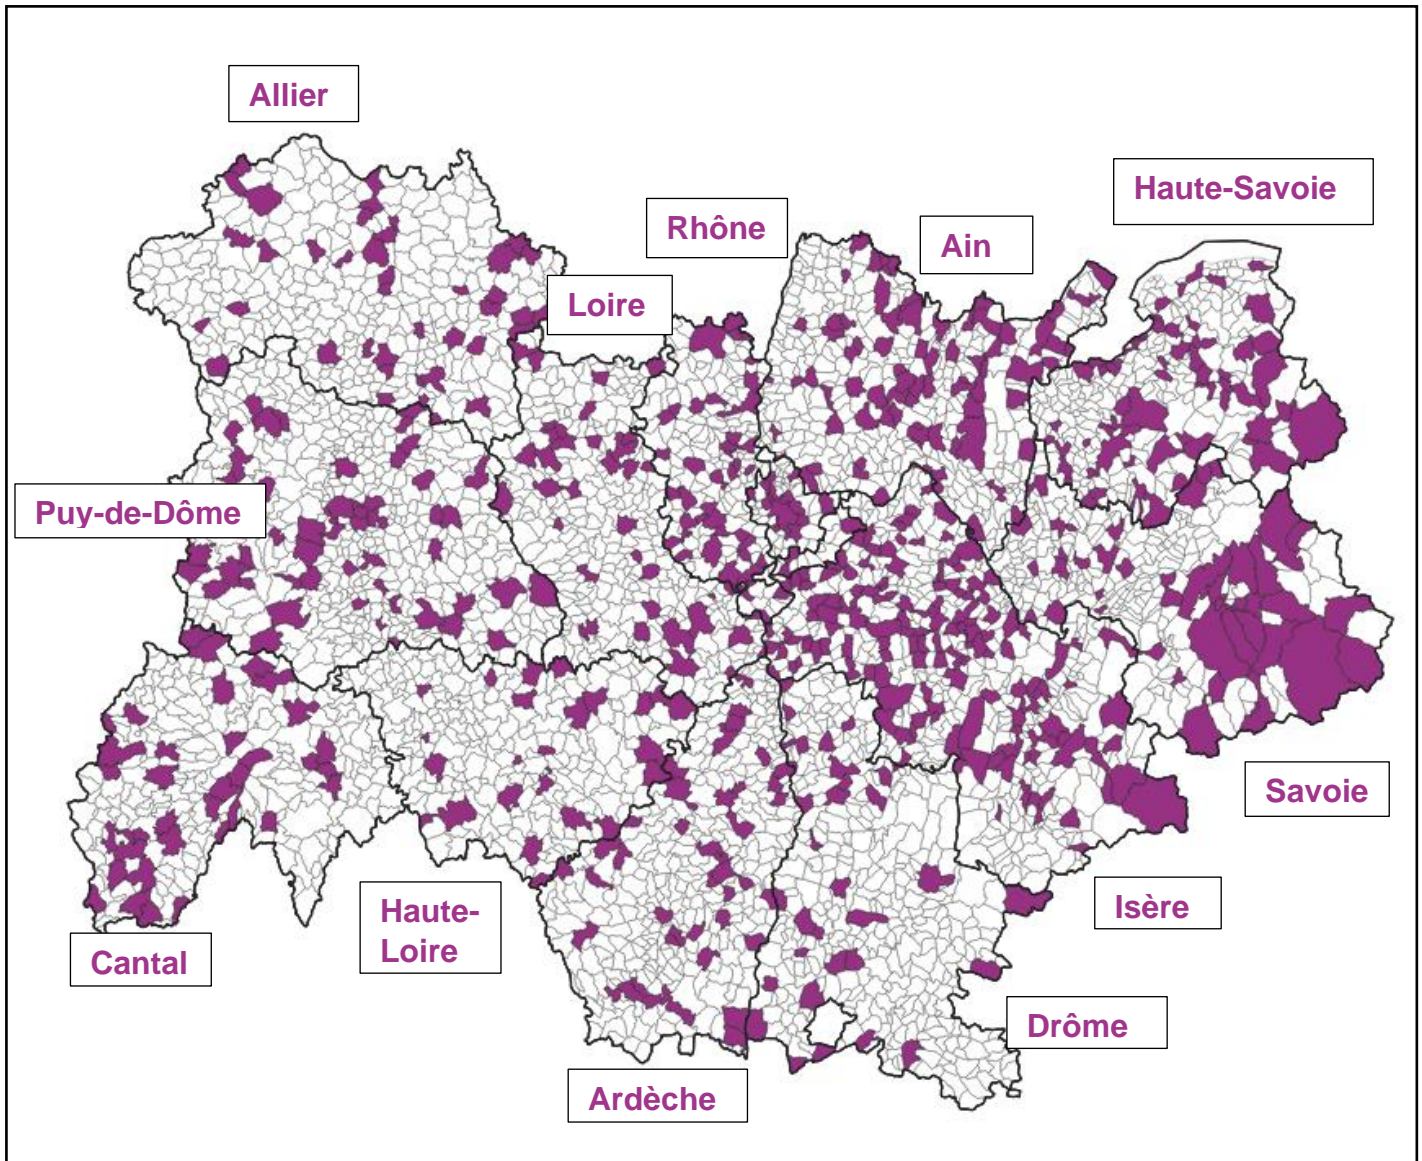 Allier
Haute-Savoie
Rhône
Ain
Loire
Puy-de-Dôme
Savoie
Isère
Haute-
Loire
Cantal
Drôme
Ardèche